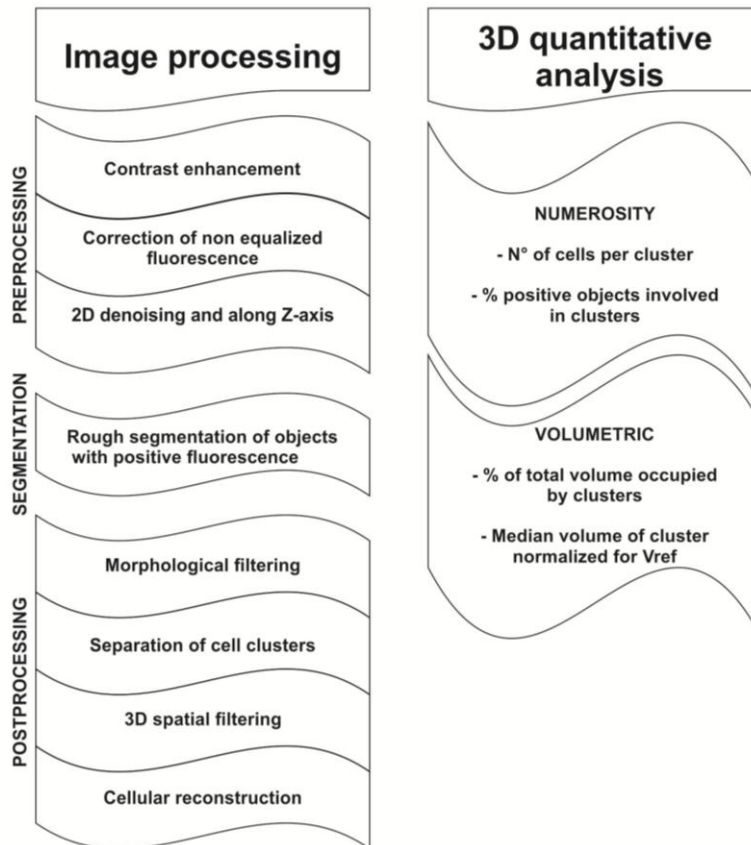 Image processing
PREPROCESSING
Contrast enhancement
Correction of non equalized
fluorescence
2D denoising and along Z-axis
SEGMENTATION
Rough segmentation of objects
with positive fluorescence
POSTPROCESSING
Morphological filtering
Separation of cell clusters
3D spatial filtering
Cellular reconstruction
3D quantitative
analysis
NUMEROSITY
- N° of cells per cluster
- % positive objects involved
in clusters
VOLUMETRIC
- % of total volume occupied
by clusters
- Median volume of cluster
normalized for Vref